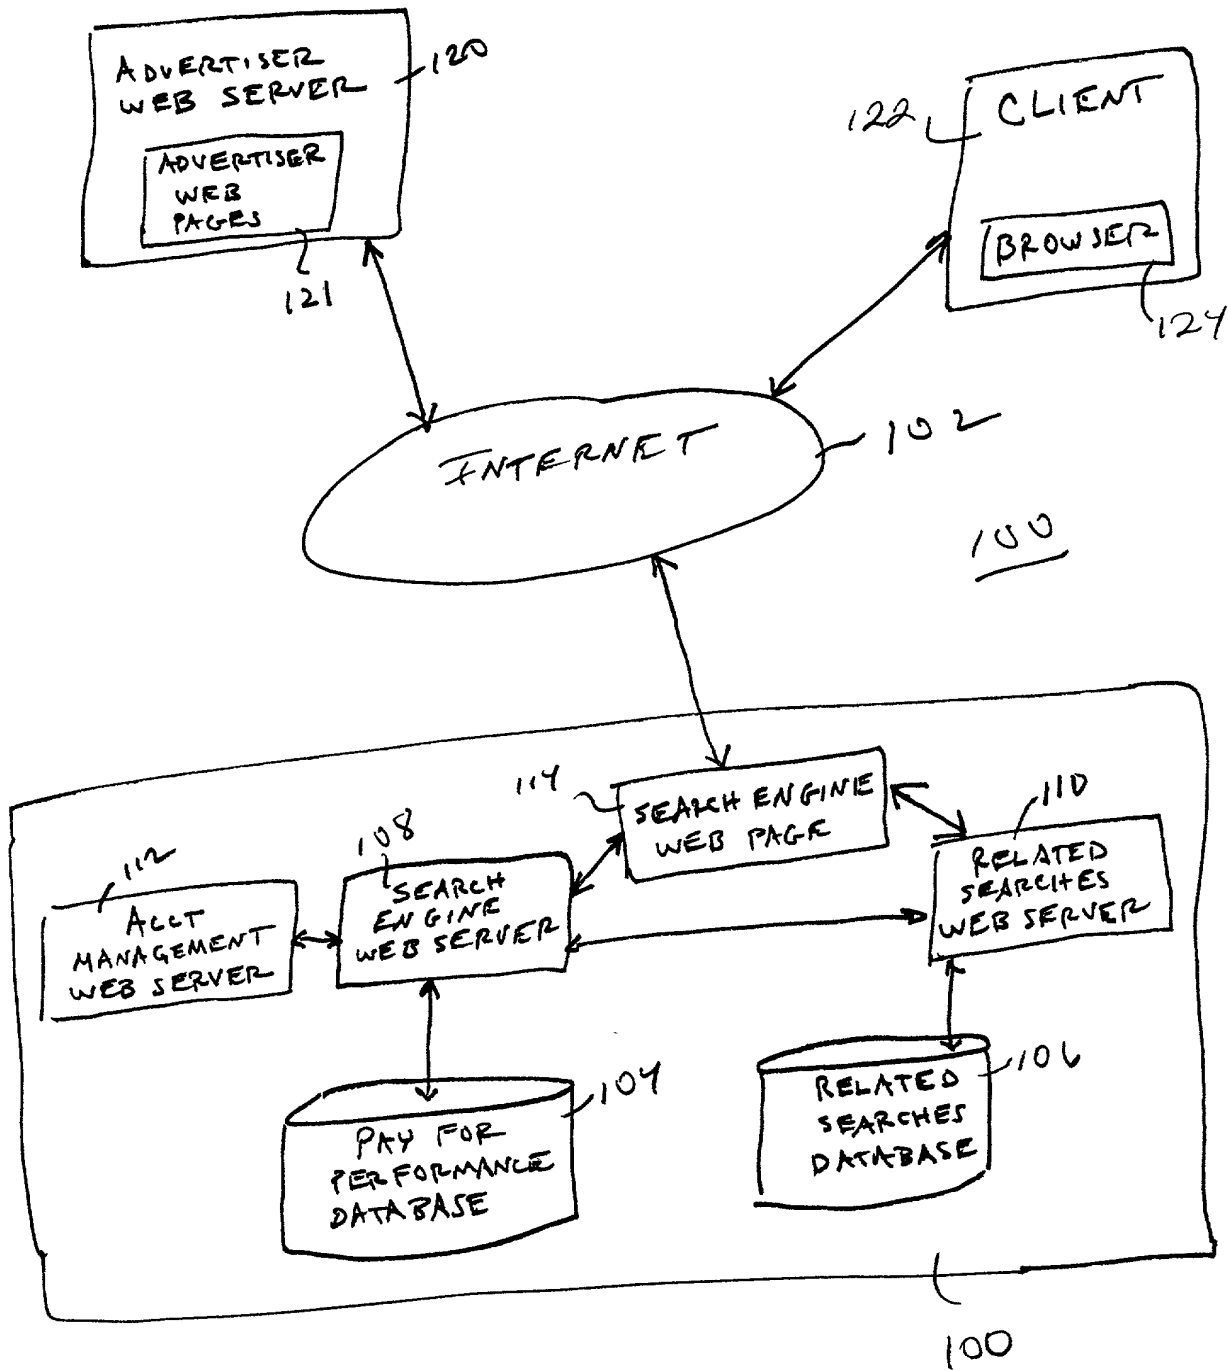 ADVERTISER
WEB SERVER
120
ADVERTISER
WEB
PAGES
121
122
CLIENT
BROWSER
124
INTERNET
102
100
114
SEARCH ENGINE
WEB PAGE
110
RELATED
SEARCHES
WEB SERVER
108
SEARCH
ENGINE
WEB SERVER
112
ACCT
MANAGEMENT
WEB SERVER
104
PAY FOR
PERFORMANCE
DATABASE
106
RELATED
SEARCHES
DATABASE
100